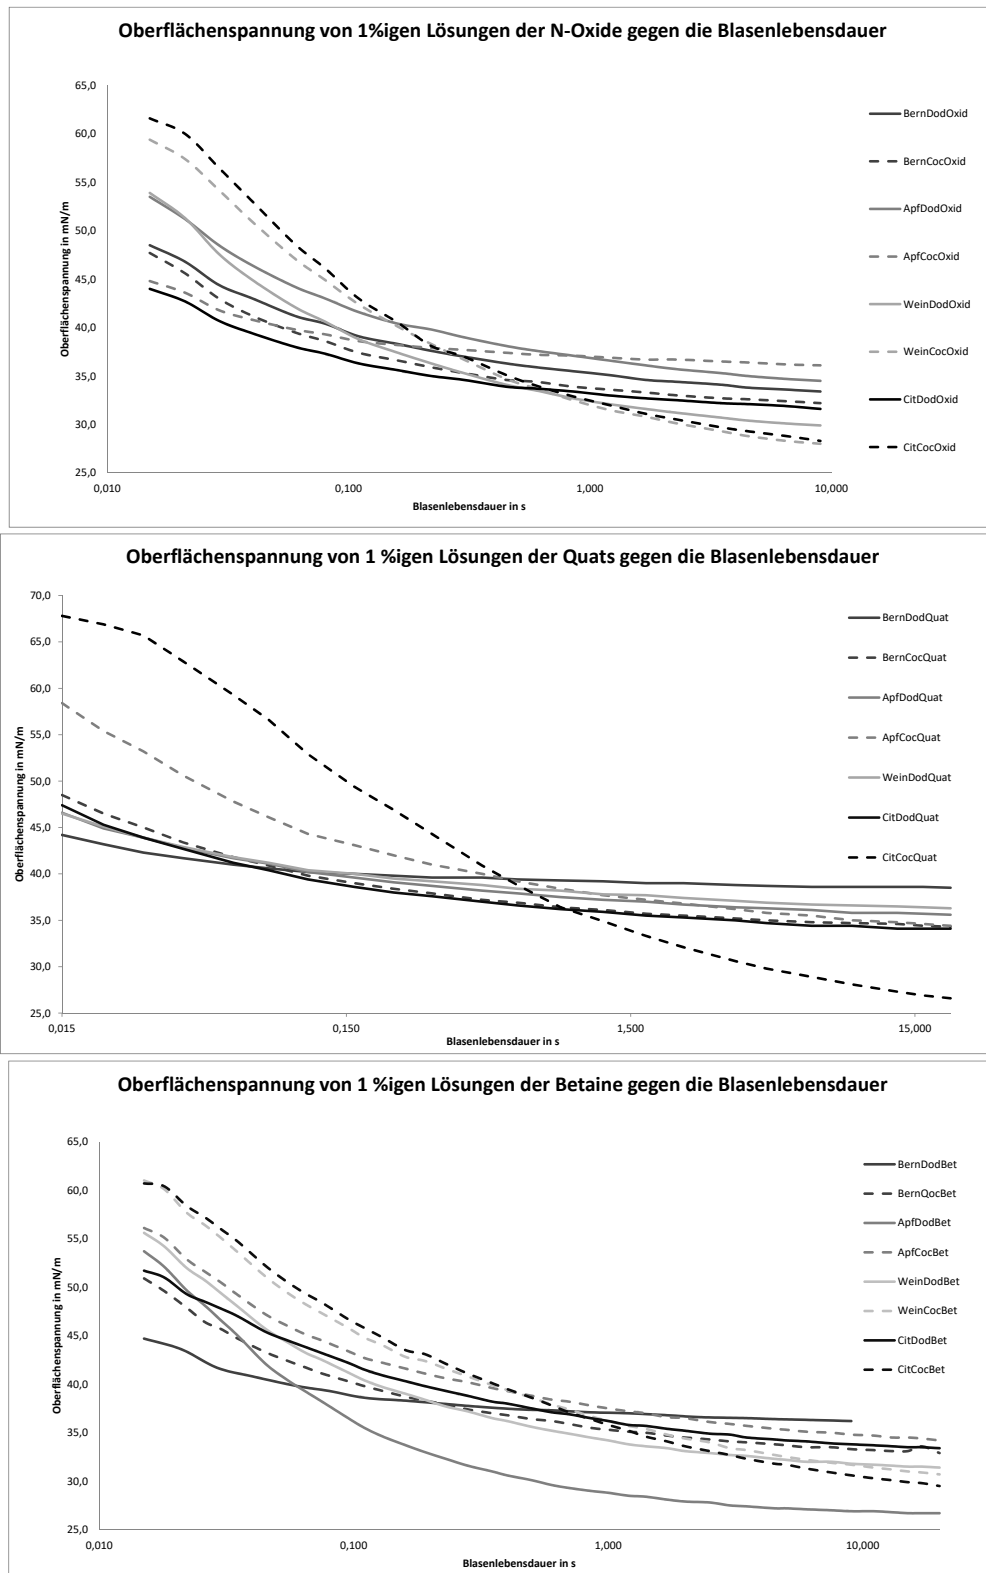 Oberflächenspannung von 1%igen Lösungen der N-Oxide gegen die Blasenlebensdauer
65,0
60,0
55,0
50,0
45,0
40,0
35,0
30,0
25,0
Oberflächenspannung in mN/m
0,010
0,100
1,000
10,000
Blasenlebensdauer in s
BernDodOxid
BernCocOxid
ApfDodOxid
ApfCocOxid
WeinDodOxid
WeinCocOxid
CitDodOxid
CitCocOxid
Oberflächenspannung von 1 %igen Lösungen der Quats gegen die Blasenlebensdauer
70,0
65,0
60,0
55,0
50,0
45,0
40,0
35,0
30,0
25,0
Oberflächenspannung in mN/m
0,015
0,150
1,500
15,000
Blasenlebensdauer in s
BernDodQuat
BernCocQuat
ApfDodQuat
ApfCocQuat
WeinDodQuat
CitDodQuat
CitCocQuat
Oberflächenspannung von 1 %igen Lösungen der Betaine gegen die Blasenlebensdauer
65,0
60,0
55,0
50,0
45,0
40,0
35,0
30,0
25,0
Oberflächenspannung in mN/m
0,010
0,100
1,000
10,000
Blasenlebensdauer in s
BernDodBet
BernQocBet
ApfDodBet
ApfCocBet
WeinDodBet
WeinCocBet
CitDodBet
CitCocBet